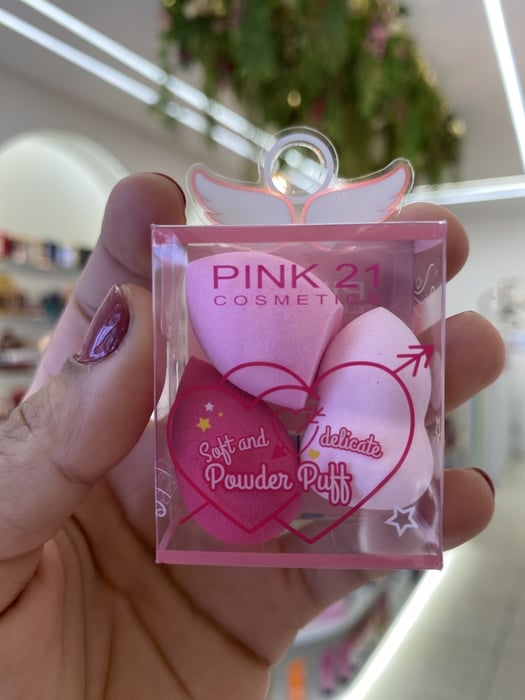 PINK 21
COSMETICS
Soft and delicate
Powder Puff